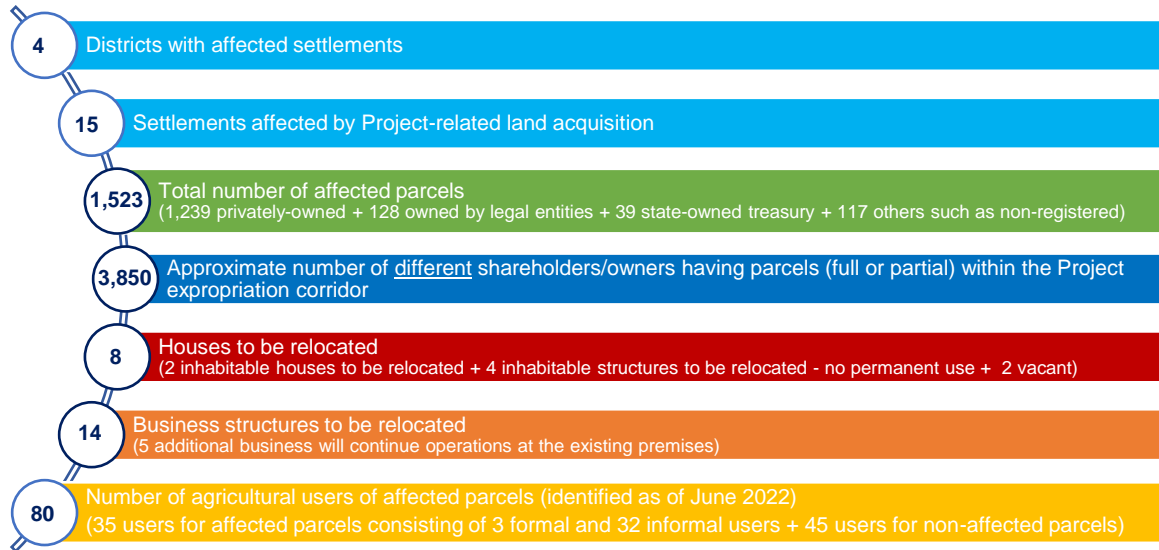 4
Districts with affected settlements
15
Settlements affected by Project-related land acquisition
1,523
Total number of affected parcels
(1,239 privately-owned + 128 owned by legal entities + 39 state-owned treasury + 117 others such as non-registered)
3,850
Approximate number of different shareholders/owners having parcels (full or partial) within the Project
expropriation corridor
8
Houses to be relocated
(2 inhabitable houses to be relocated + 4 inhabitable structures to be relocated - no permanent use + 2 vacant)
14
Business structures to be relocated
(5 additional business will continue operations at the existing premises)
80
Number of agricultural users of affected parcels (identified as of June 2022)
(35 users for affected parcels consisting of 3 formal and 32 informal users + 45 users for non-affected parcels)